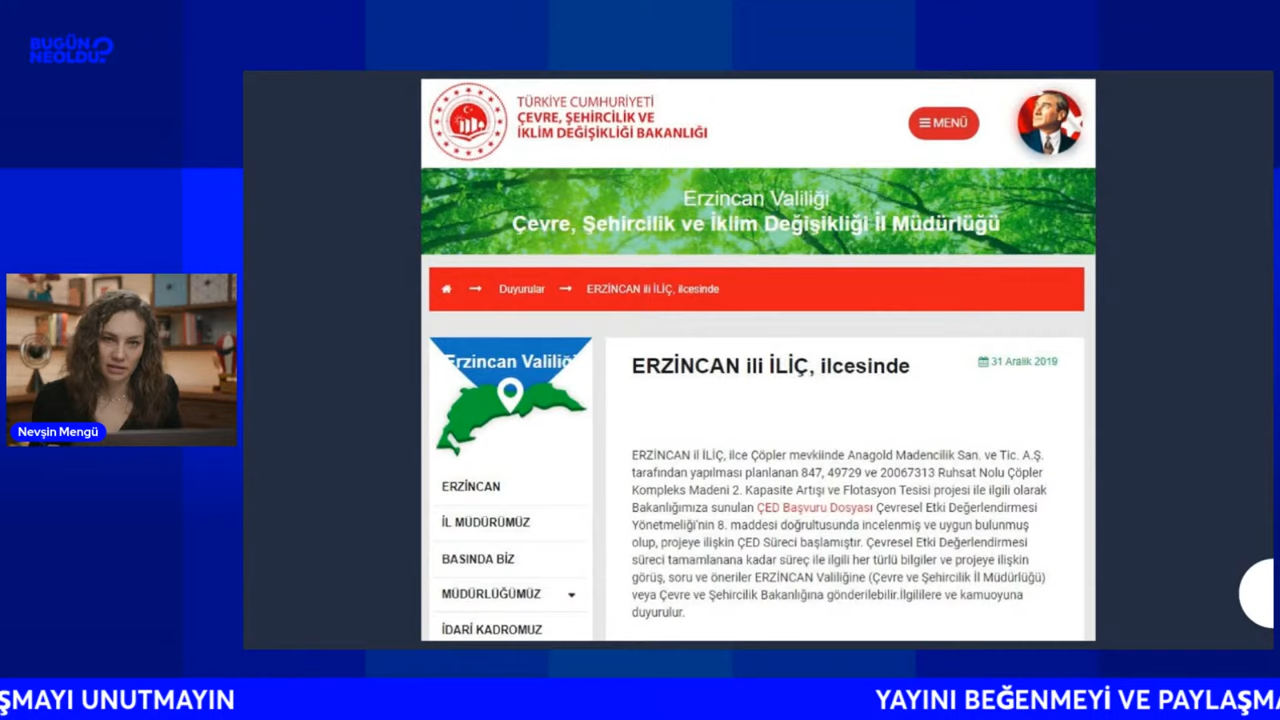 BUGÜN
NEOLDU?
TÜRKİYE CUMHURİYETİ
ÇEVRE, ŞEHİRCİLİK VE
İKLİM DEĞİŞİKLİĞİ BAKANLIĞI
MENÜ
Erzincan Valiliği
Çevre, Şehircilik ve İklim Değişikliği İl Müdürlüğü
Duyurular
ERZİNCAN ili İLİÇ, ilcesinde
Erzincan Valiliği
ERZİNCAN
İL MÜDÜRÜMÜZ
BASINDA BİZ
MÜDÜRLÜĞÜMÜZ
İDARİ KADROMUZ
ERZİNCAN ili İLİÇ, ilcesinde
31 Aralık 2019
ERZİNCAN il İLİÇ, ilce Çöpler mevkiinde Anagold Madencilik San. ve Tic. A.Ş.
tarafından yapılması planlanan 847, 49729 ve 20067313 Ruhsat Nolu Çöpler
Kompleks Madeni 2. Kapasite Artışı ve Flotasyon Tesisi projesi ile ilgili olarak
Bakanlığımıza sunulan ÇED Başvuru Dosyası Çevresel Etki Değerlendirmesi
Yönetmeliği'nin 8. maddesi doğrultusunda incelenmiş ve uygun bulunmuş
olup, projeye ilişkin ÇED Süreci başlamıştır. Çevresel Etki Değerlendirmesi
süreci tamamlanana kadar süreç ile ilgili her türlü bilgiler ve projeye ilişkin
görüş, soru ve öneriler ERZİNCAN Valiliğine (Çevre ve Şehircilik İl Müdürlüğü)
veya Çevre ve Şehircilik Bakanlığına gönderilebilir.İlgililere ve kamuoyuna
duyurulur.
Nevşin Mengü
ŞMAYI UNUTMAYIN
YAYINI BEĞENMEYİ VE PAYLAŞMA